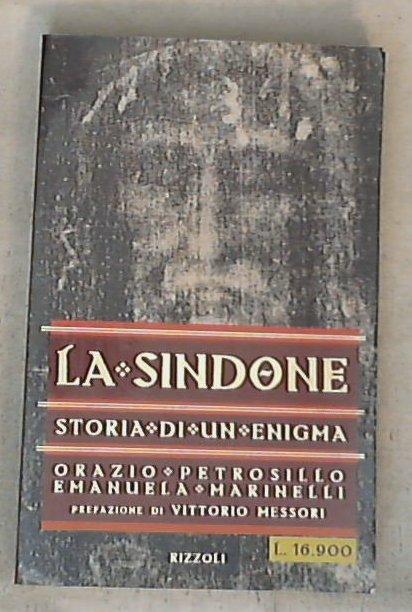 LA❖SINDONE
STORIA❖DI❖UN❖ENIGMA
ORAZIO❖PETROSILLO
EMANUELA❖MARINELLI
PREFAZIONE DI VITTORIO MESSORI
L. 16.900
RIZZOLI